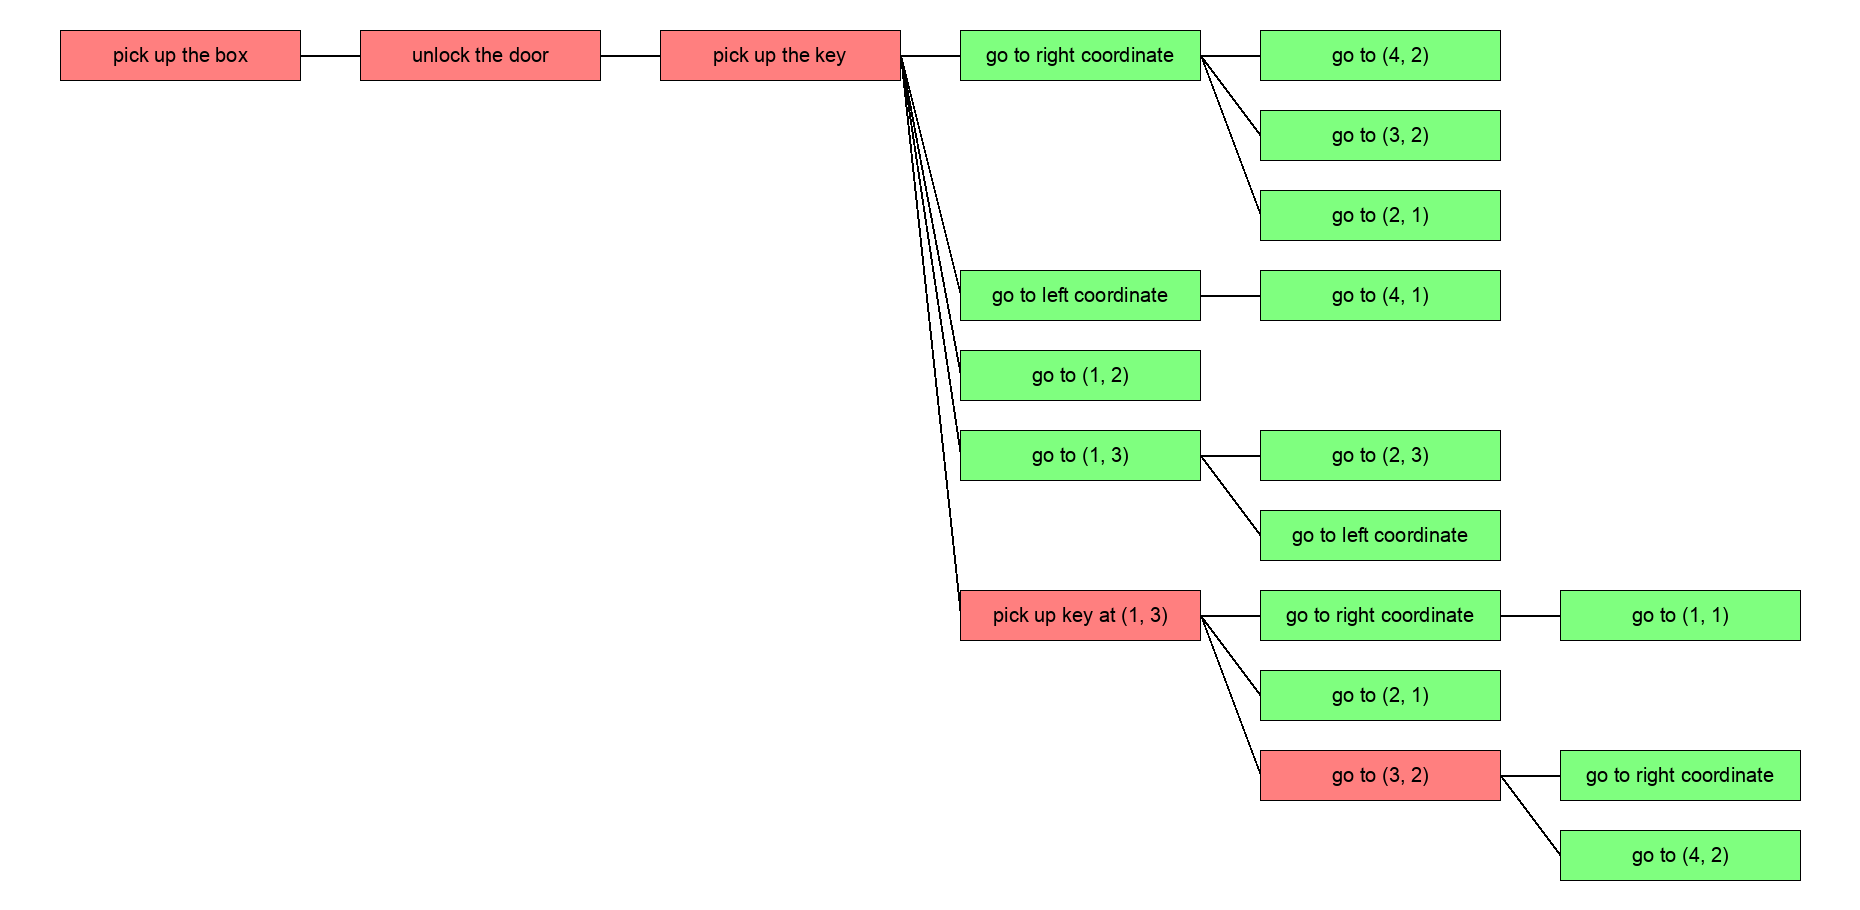 pick up the box
unlock the door
pick up the key
go to right coordinate
go to (4, 2)
go to (3, 2)
go to (2, 1)
go to left coordinate
go to (4, 1)
go to (1, 2)
go to (1, 3)
go to (2, 3)
go to left coordinate
pick up key at (1, 3)
go to right coordinate
go to (1, 1)
go to (2, 1)
go to (3, 2)
go to right coordinate
go to (4, 2)